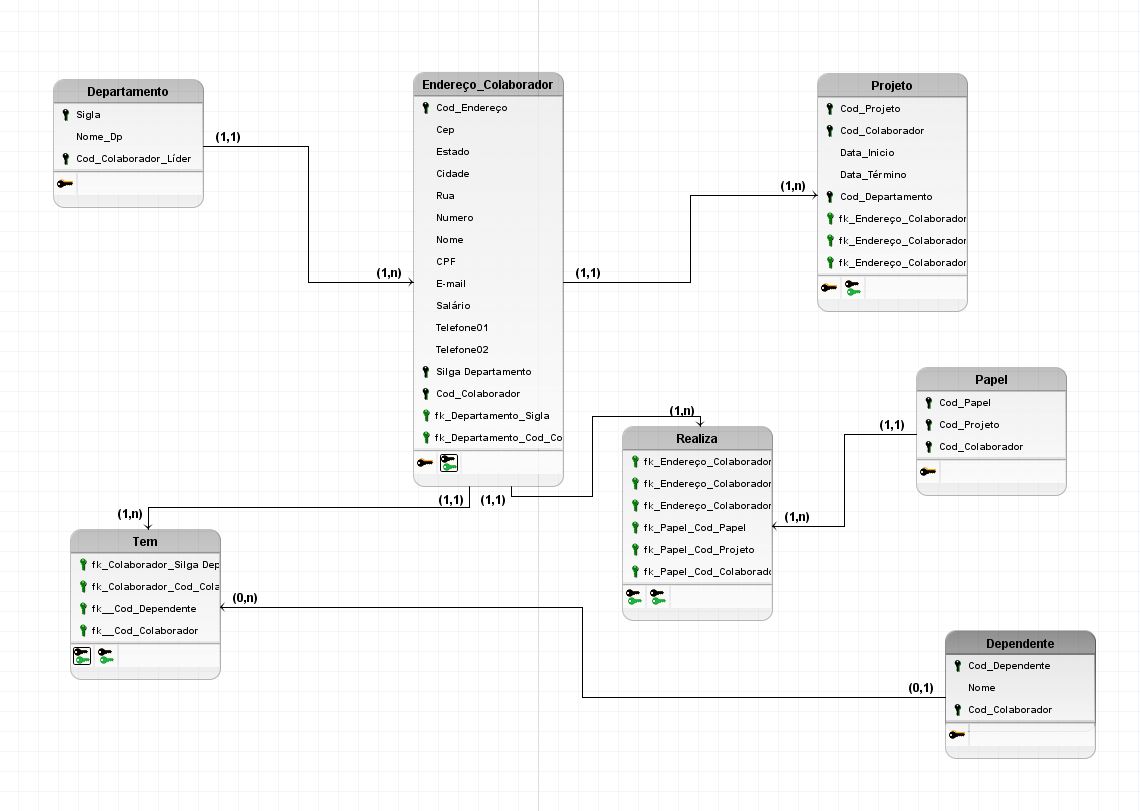 Departamento
Sigla
Nome_Dp
Cod_Colaborador_Líder
(1,1)
(1,n)
Endereço_Colaborador
Cod_Endereço
Cep
Estado
Cidade
Rua
Numero
Nome
CPF
E-mail
Salário
Telefone01
Telefone02
Silga Departamento
Cod_Colaborador
fk_Departamento_Sigla
fk_Departamento_Cod_Co
(1,1)
(1,n)
Projeto
Cod_Projeto
Cod_Colaborador
Data_Inicio
Data_Término
Cod_Departamento
fk_Endereço_Colaborador
fk_Endereço_Colaborador
fk_Endereço_Colaborador
Papel
Cod_Papel
Cod_Projeto
Cod_Colaborador
(1,1)
(1,n)
(1,n)
Realiza
fk_Endereço_Colaborador
fk_Endereço_Colaborador
fk_Endereço_Colaborador
fk_Papel_Cod_Papel
fk_Papel_Cod_Projeto
fk_Papel_Cod_Colaborado
(1,1)
(1,1)
(1,n)
Tem
fk_Colaborador_Silga Dep
fk_Colaborador_Cod_Cola
fk__Cod_Dependente
fk__Cod_Colaborador
(0,n)
(0,1)
Dependente
Cod_Dependente
Nome
Cod_Colaborador